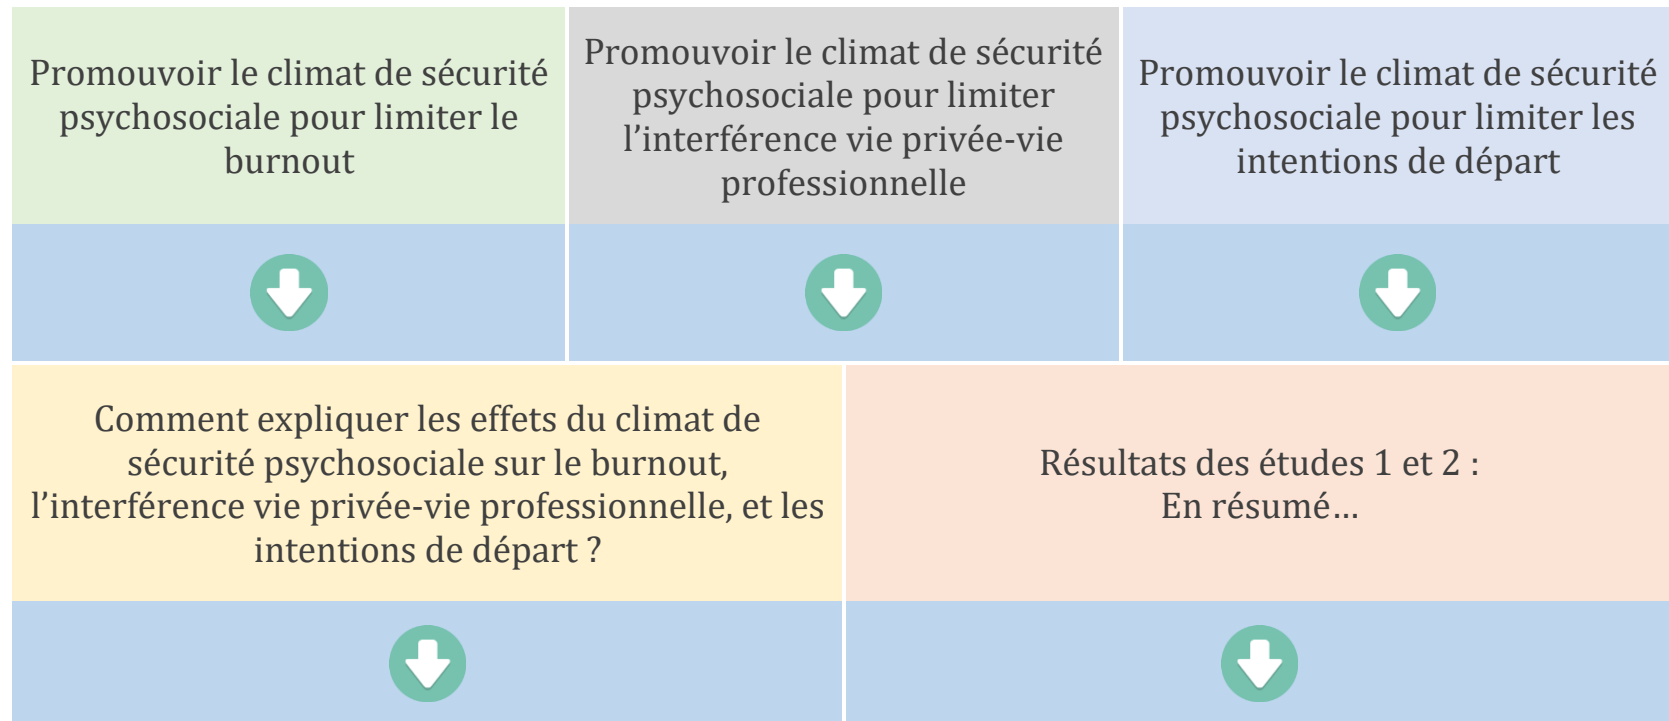 Promouvoir le climat de sécurité
psychosociale pour limiter le
burnout
Promouvoir le climat de sécurité
psychosociale pour limiter
l’interférence vie privée-vie
professionnelle
Promouvoir le climat de sécurité
psychosociale pour limiter les
intentions de départ
Comment expliquer les effets du climat de
sécurité psychosociale sur le burnout,
l’interférence vie privée-vie professionnelle, et les
intentions de départ ?
Résultats des études 1 et 2 :
En résumé…